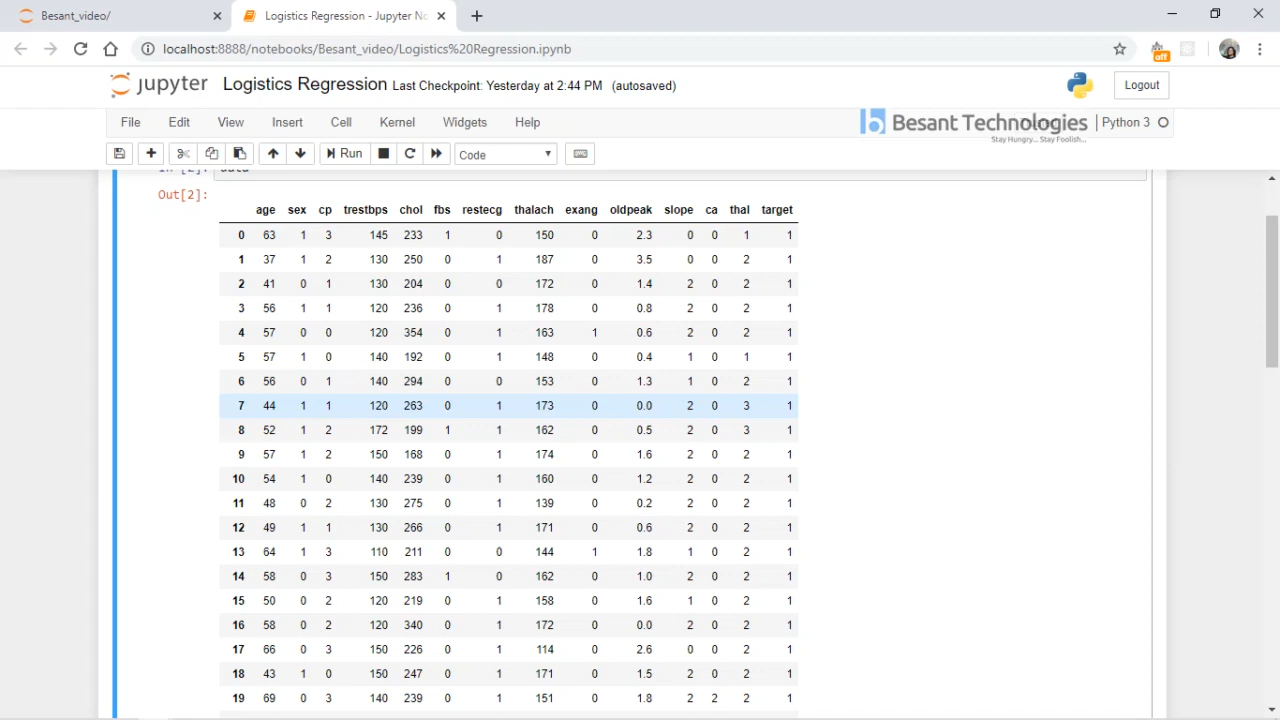 Besant_video/
Logistics Regression - Jupyter No
localhost:8888/notebooks/Besant_video/Logistics%20Regression.ipynb
off
jupyter Logistics Regression Last Checkpoint: Yesterday at 2:44 PM (autosaved)
Logout
File Edit View Insert Cell Kernel Widgets Help
Besant Technologies
Stay Hungry... Stay Foolish...
Python 3
Run
Code
In [2]: data
Out[2]:
age sex cp trestbps chol fbs restecg thalach exang oldpeak slope ca thal target
0 63 1 3 145 233 1 0 150 0 2.3 0 0 1 1
1 37 1 2 130 250 0 1 187 0 3.5 0 0 2 1
2 41 0 1 130 204 0 0 172 0 1.4 2 0 2 1
3 56 1 1 120 236 0 1 178 0 0.8 2 0 2 1
4 57 0 0 120 354 0 1 163 1 0.6 2 0 2 1
5 57 1 0 140 192 0 1 148 0 0.4 1 0 1 1
6 56 0 1 140 294 0 0 153 0 1.3 1 0 2 1
7 44 1 1 120 263 0 1 173 0 0.0 2 0 3 1
8 52 1 2 172 199 1 1 162 0 0.5 2 0 3 1
9 57 1 2 150 168 0 1 174 0 1.6 2 0 2 1
10 54 1 0 140 239 0 1 160 0 1.2 2 0 2 1
11 48 0 2 130 275 0 1 139 0 0.2 2 0 2 1
12 49 1 1 130 266 0 1 171 0 0.6 2 0 2 1
13 64 1 3 110 211 0 0 144 1 1.8 1 0 2 1
14 58 0 3 150 283 1 0 162 0 1.0 2 0 2 1
15 50 0 2 120 219 0 1 158 0 1.6 1 0 2 1
16 58 0 2 120 340 0 1 172 0 0.0 2 0 2 1
17 66 0 3 150 226 0 1 114 0 2.6 0 0 2 1
18 43 1 0 150 247 0 1 171 0 1.5 2 0 2 1
19 69 0 3 140 239 0 1 151 0 1.8 2 2 2 1